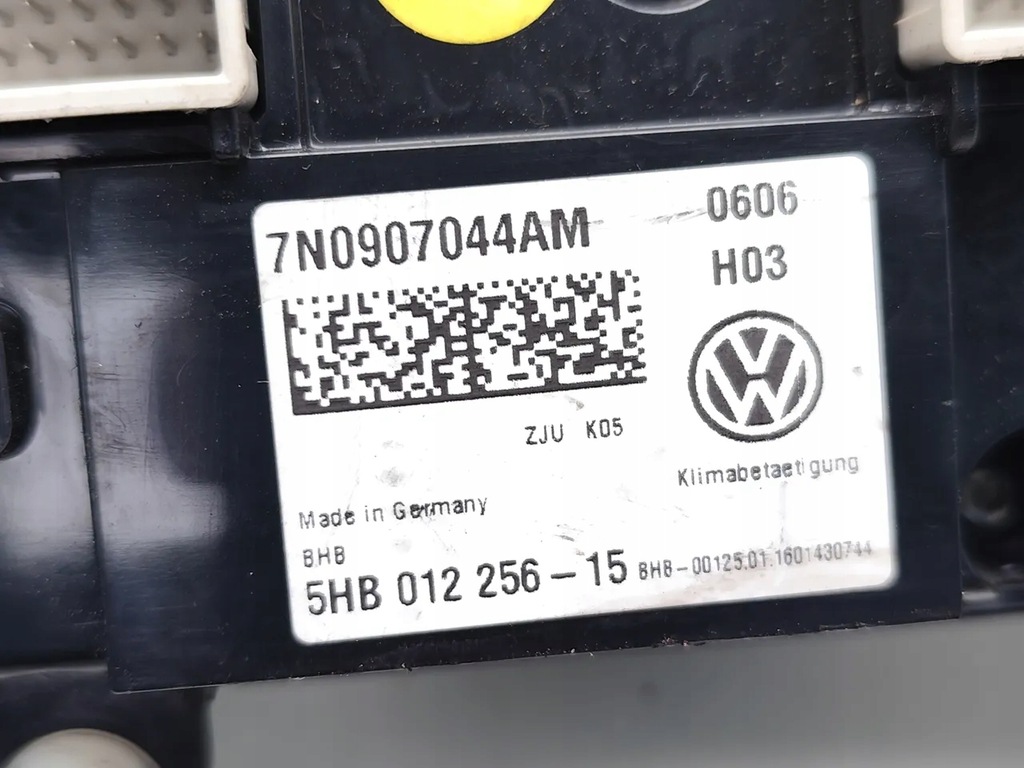 7N0907044AM
0606
H03
ZJU K05
Klimabetaetigung
Made in Germany
BHB
5HB 012 256-15 BHB-00125.01.1601430744